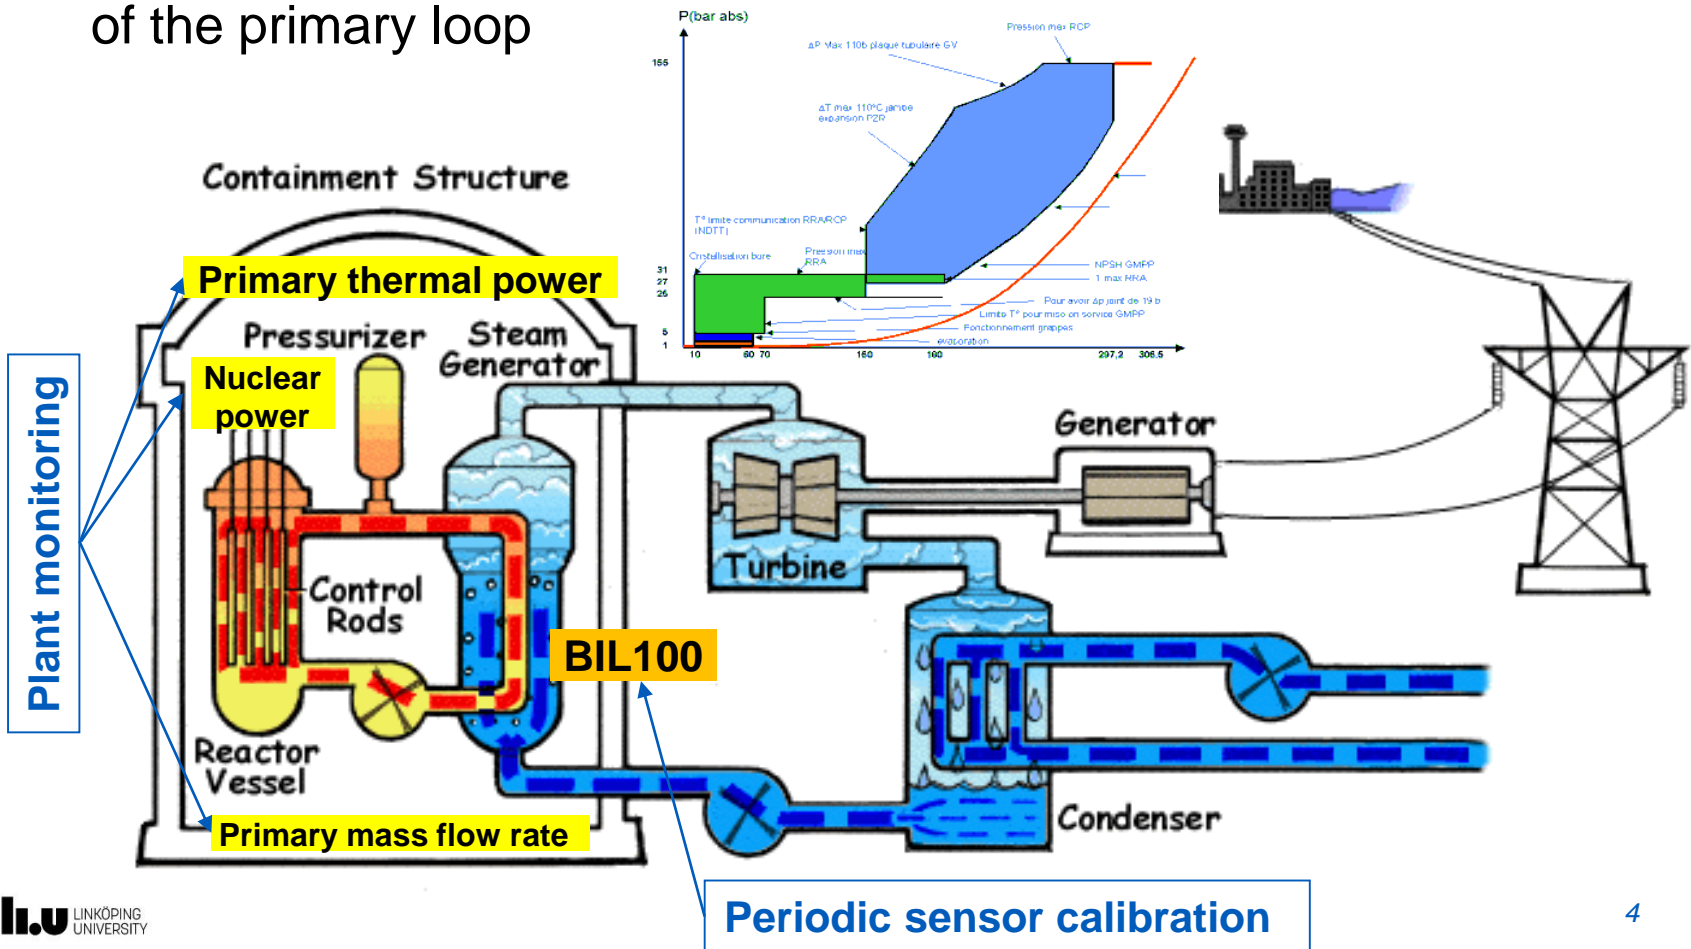 of the primary loop
P(bar abs)
Pression max RCP
ΔP Max 110b plaque tubulaire GV
155
ΔT max 110°C jambe
expansion PZR
Containment Structure
T° limite communication RRA/RCP
(NDTT)
Cristallisation bore
Pression max
RRA
31
27
26
5
1
NPSH GMPP
1 max RRA
Pour avoir Δp joint de 19 b
Limite T° pour mise en service GMPP
Fonctionnement grappes
evaporation
10
60
70
160
180
297,2
306,5
Primary thermal power
Pressurizer
Steam
Generator
Nuclear
power
Plant monitoring
Generator
Turbine
Control
Rods
BIL100
Reactor
Vessel
Condenser
Primary mass flow rate
Periodic sensor calibration
LINKÖPING
UNIVERSITY
4